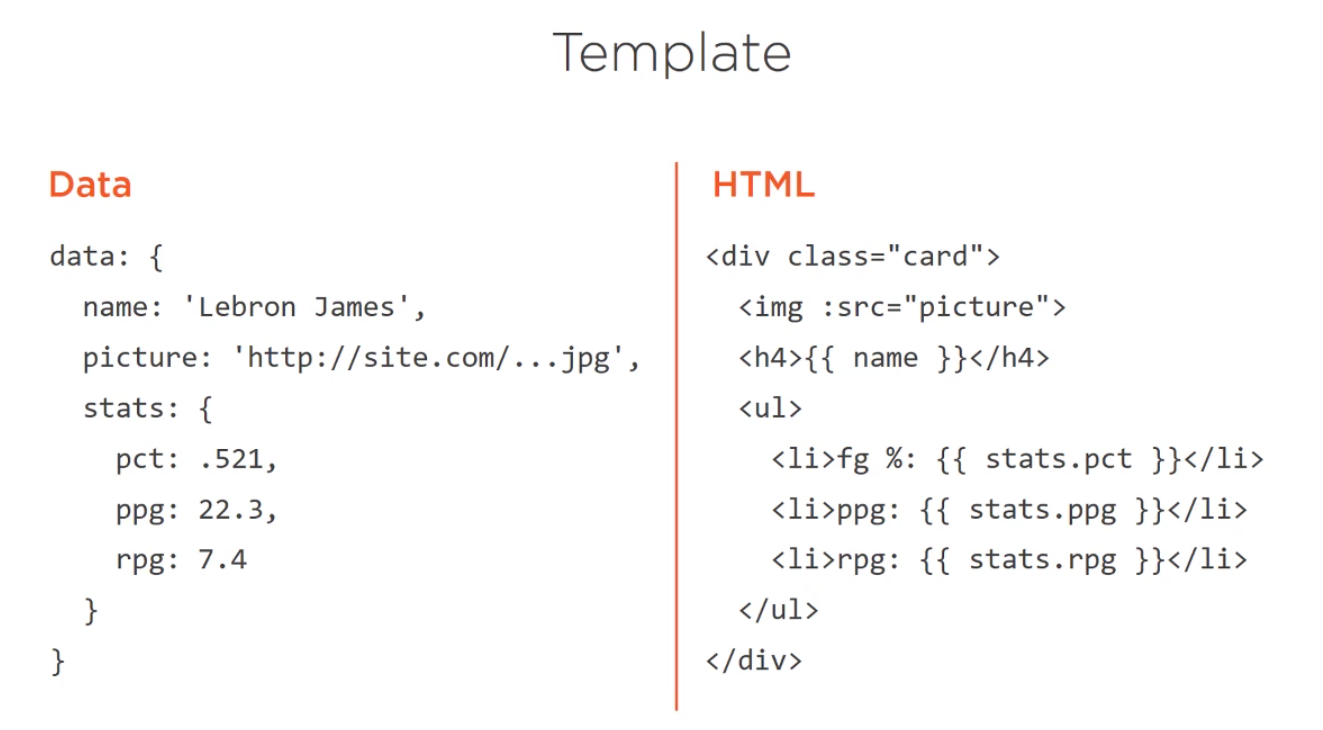 Template
Data
data: {
  name: 'Lebron James',
  picture: 'http://site.com/...jpg',
  stats: {
    pct: .521,
    ppg: 22.3,
    rpg: 7.4
  }
}
HTML
<div class="card">
  <img :src="picture">
  <h4>{{ name }}</h4>
  <ul>
    <li>fg %: {{ stats.pct }}</li>
    <li>ppg: {{ stats.ppg }}</li>
    <li>rpg: {{ stats.rpg }}</li>
  </ul>
</div>